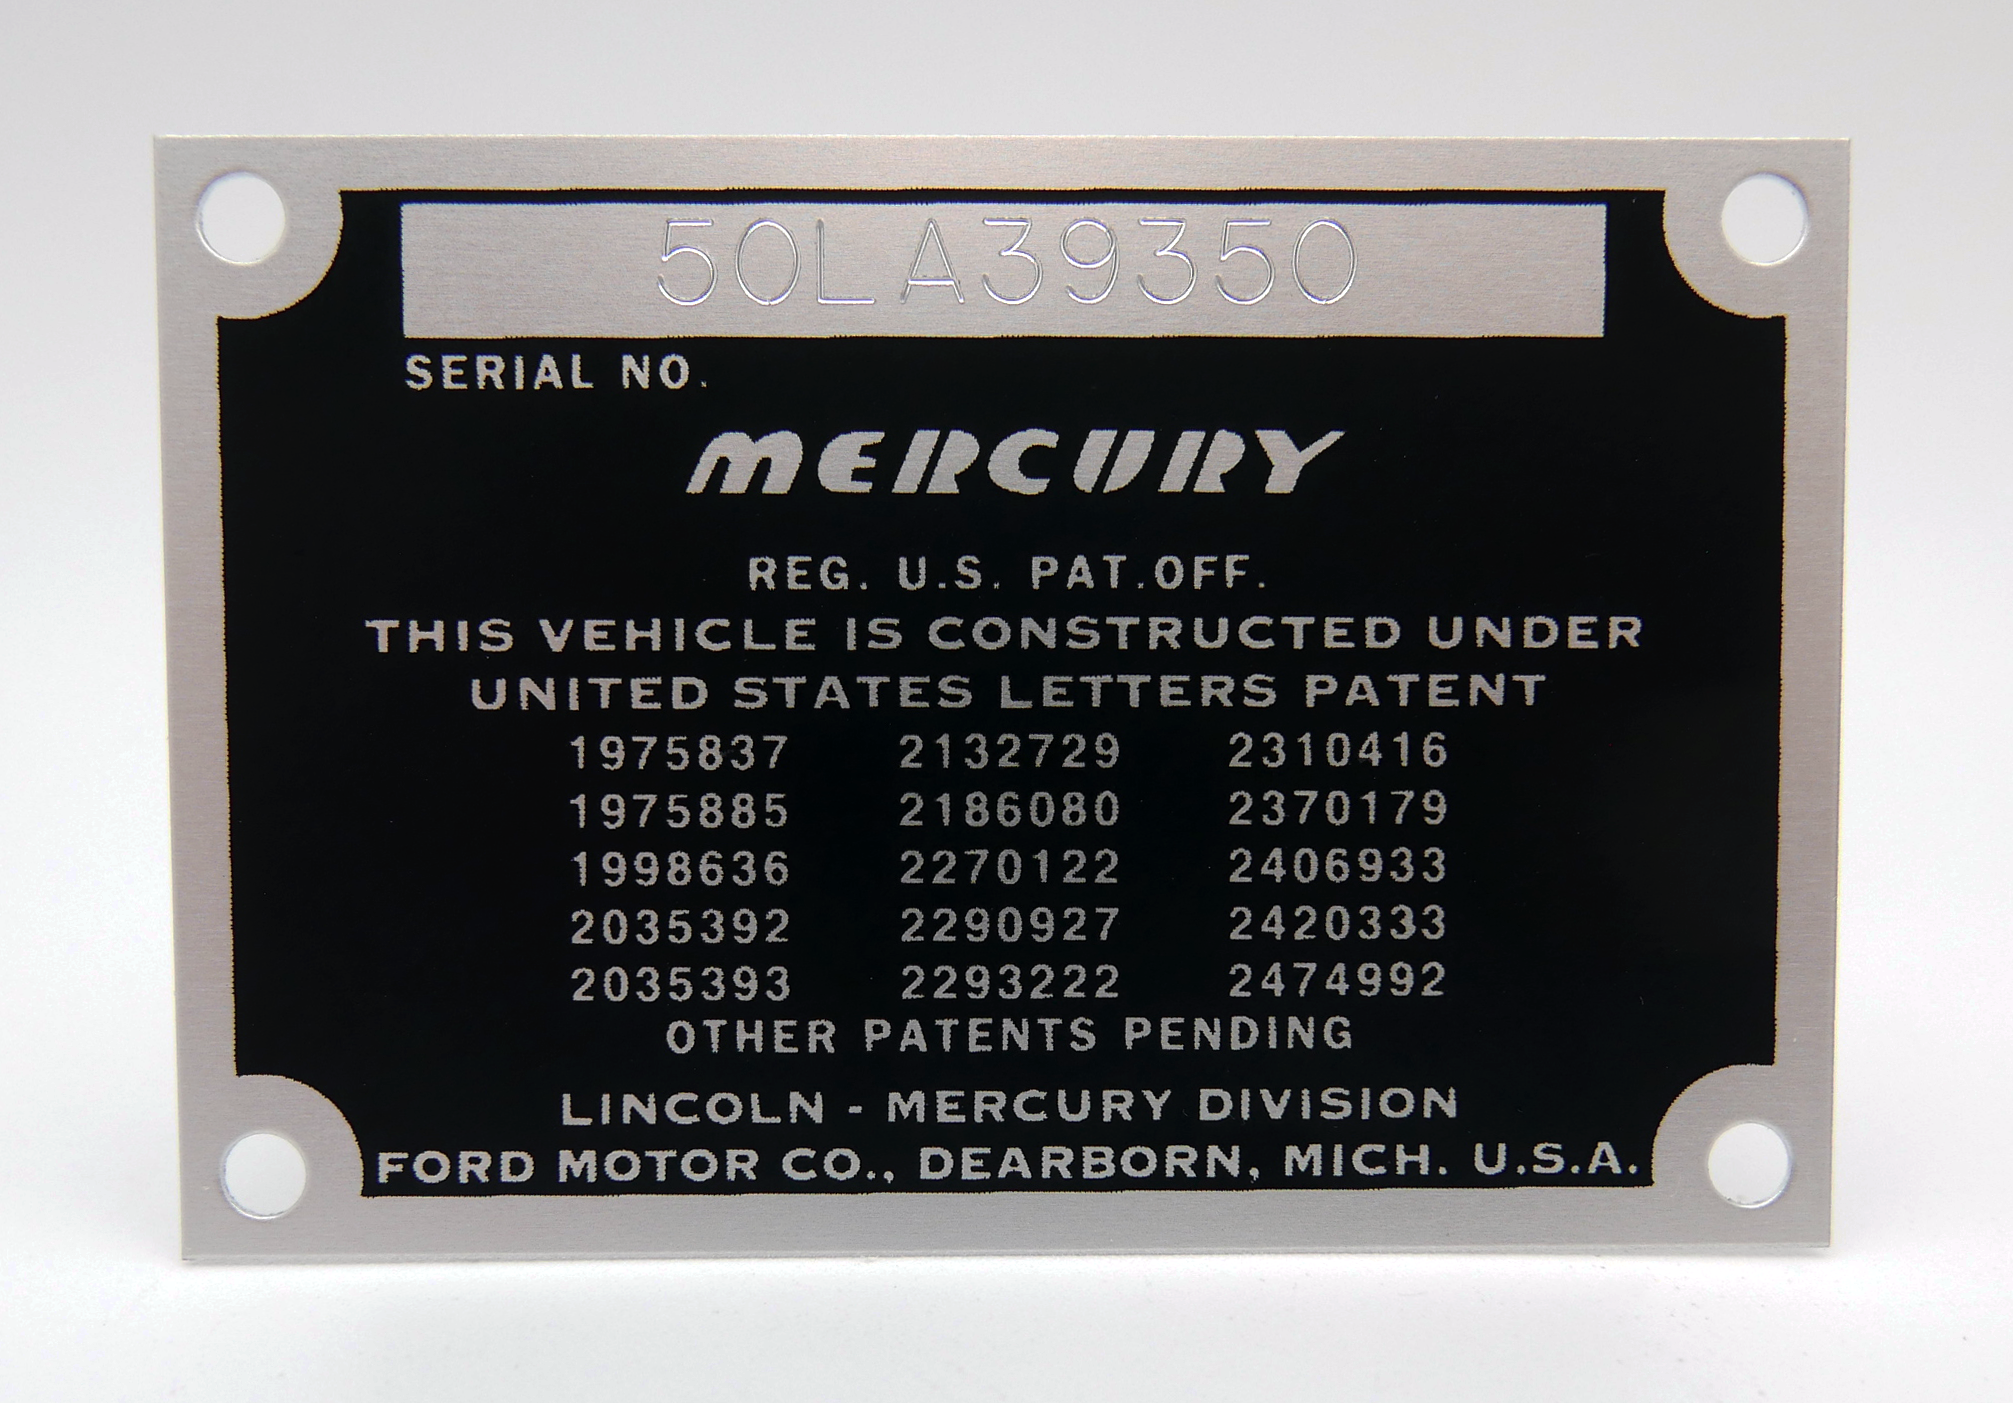 50LA39350
SERIAL NO.
MERCURY
REG. U.S. PAT. OFF.
THIS VEHICLE IS CONSTRUCTED UNDER
UNITED STATES LETTERS PATENT
1975837 2132729 2310416
1975885 2186080 2370179
1998636 2270122 2406933
2035392 2290927 2420333
2035393 2293222 2474992
OTHER PATENTS PENDING
LINCOLN - MERCURY DIVISION
FORD MOTOR CO., DEARBORN, MICH. U.S.A.